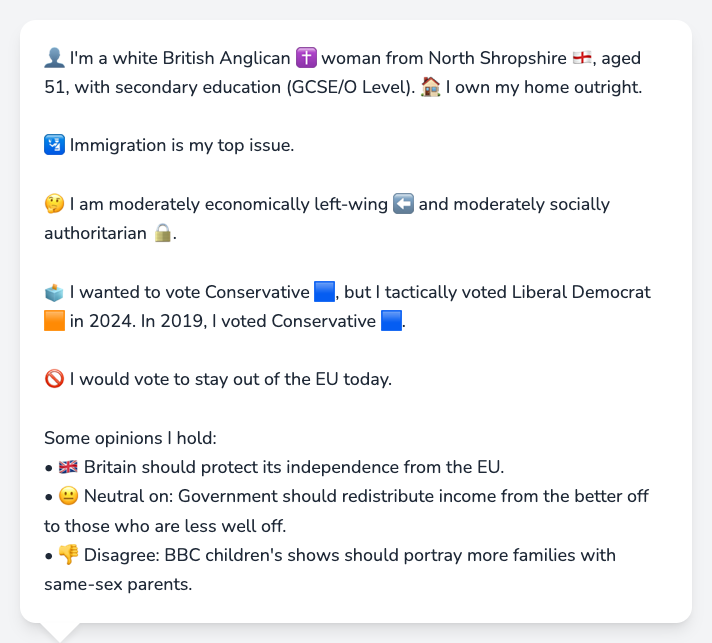 👤 I'm a white British Anglican ✝️ woman from North Shropshire 🏴󠁧󠁢󠁥󠁮󠁧󠁿, aged
51, with secondary education (GCSE/O Level). 🏠 I own my home outright.
🛂 Immigration is my top issue.
🤔 I am moderately economically left-wing ⬅️ and moderately socially
authoritarian 🔒.
🗳️ I wanted to vote Conservative 🟦, but I tactically voted Liberal Democrat
🟧 in 2024. In 2019, I voted Conservative 🟦.
🚫 I would vote to stay out of the EU today.
Some opinions I hold:
• 🇬🇧 Britain should protect its independence from the EU.
• 😐 Neutral on: Government should redistribute income from the better off
to those who are less well off.
• 👎 Disagree: BBC children's shows should portray more families with
same-sex parents.